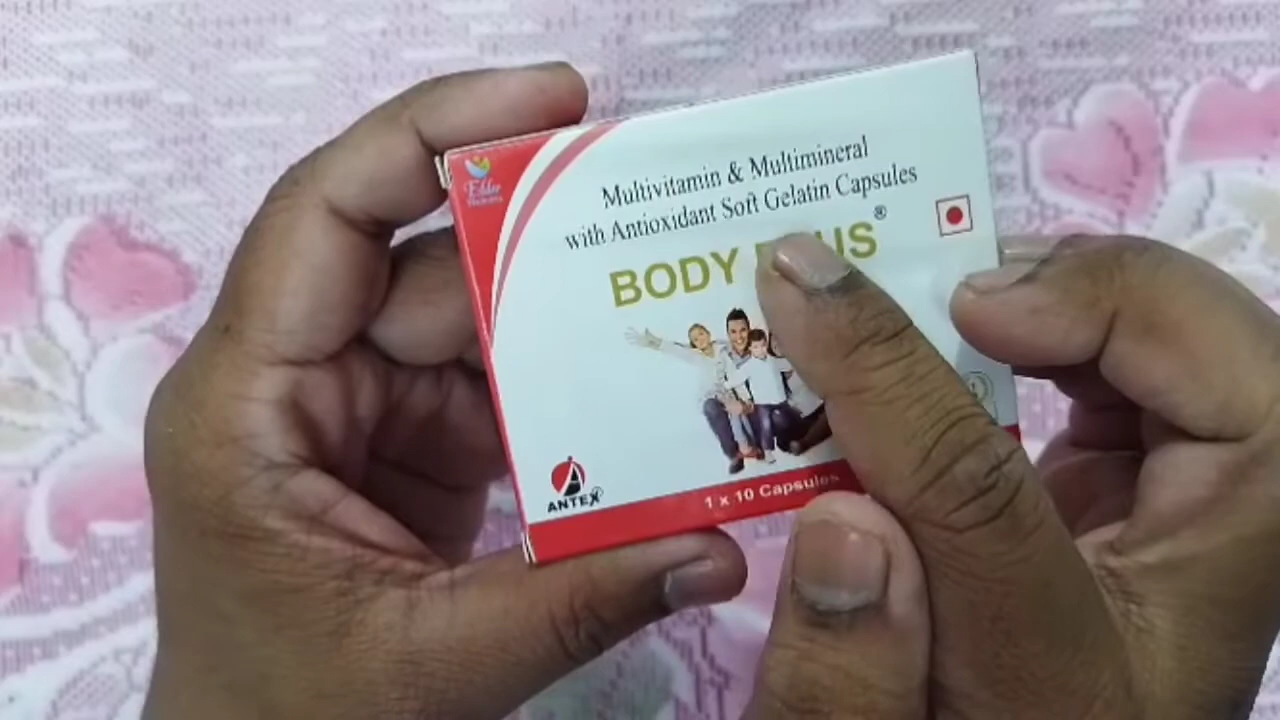 Multivitamin & Multimineral
with Antioxidant Soft Gelatin Capsules
BODY
®
ANTEX
1 x 10 Capsules